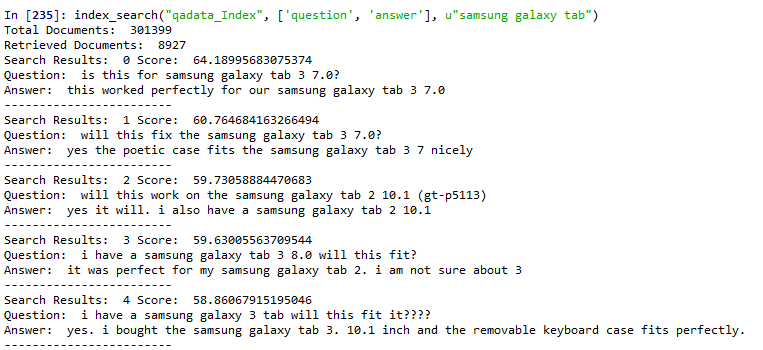 In [235]: index_search("qadata_Index", ['question', 'answer'], u"samsung galaxy tab")
Total Documents:  301399
Retrieved Documents:  8927
Search Results:  0 Score:  64.18995683075374
Question:  is this for samsung galaxy tab 3 7.0?
Answer:  this worked perfectly for our samsung galaxy tab 3 7.0
------------------------
Search Results:  1 Score:  60.764684163266494
Question:  will this fix the samsung galaxy tab 3 7.0?
Answer:  yes the poetic case fits the samsung galaxy tab 3 7 nicely
------------------------
Search Results:  2 Score:  59.73058884470683
Question:  will this work on the samsung galaxy tab 2 10.1 (gt-p5113)
Answer:  yes it will. i also have a samsung galaxy tab 2 10.1
------------------------
Search Results:  3 Score:  59.63005563709544
Question:  i have a samsung galaxy tab 3 8.0 will this fit?
Answer:  it was perfect for my samsung galaxy tab 2. i am not sure about 3
------------------------
Search Results:  4 Score:  58.86067915195046
Question:  i have a samsung galaxy 3 tab will this fit it????
Answer:  yes. i bought the samsung galaxy tab 3. 10.1 inch and the removable keyboard case fits perfectly.
------------------------